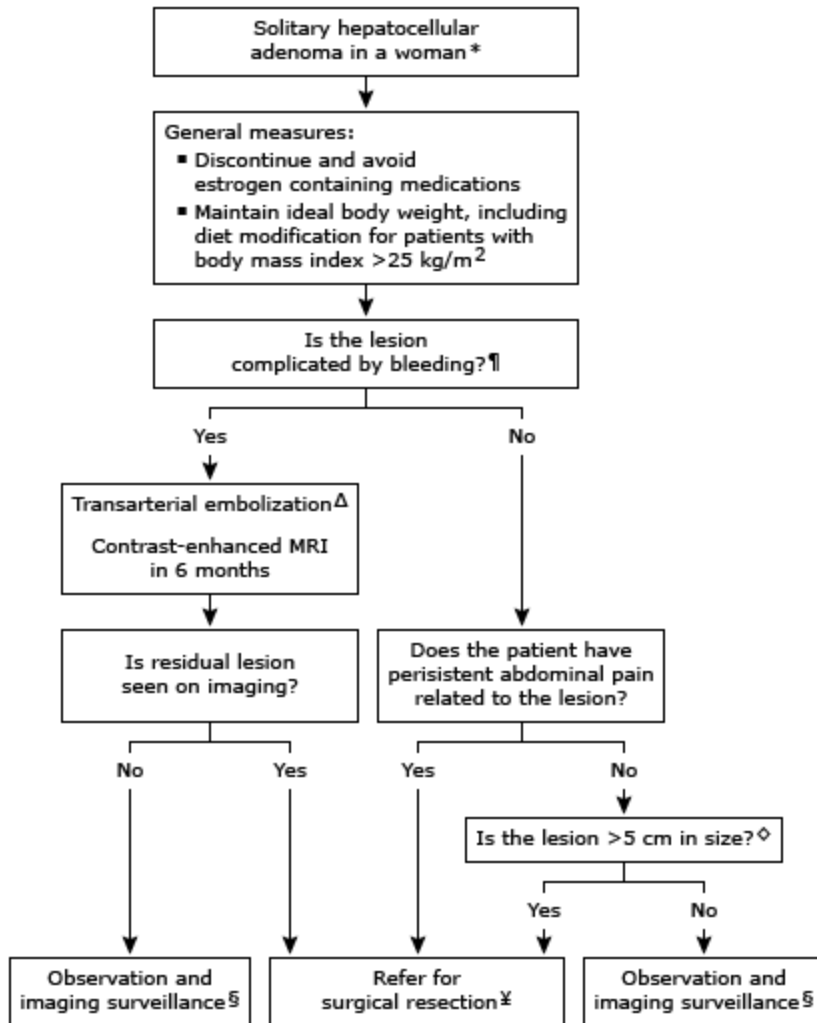 Solitary hepatocellular
adenoma in a woman*
General measures:
▪ Discontinue and avoid
estrogen containing medications
▪ Maintain ideal body weight, including
diet modification for patients with
body mass index >25 kg/m²
Is the lesion
complicated by bleeding?¶
Yes
No
Transarterial embolizationΔ
Contrast-enhanced MRI
in 6 months
Is residual lesion
seen on imaging?
Does the patient have
perisistent abdominal pain
related to the lesion?
No
Yes
Yes
No
Is the lesion >5 cm in size?◇
Yes
No
Observation and
imaging surveillance§
Refer for
surgical resection¥
Observation and
imaging surveillance§